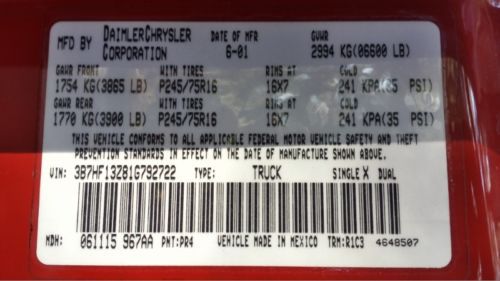 MFD BY DAIMLERCHRYSLER CORPORATION DATE OF MFR 6-01 GVWR 2994 KG(06600 LB)
GAWR FRONT WITH TIRES RIMS AT COLD
1754 KG(3865 LB) P245/75R16 16X7 241 KPA(35 PSI)
GAWR REAR WITH TIRES RIMS AT COLD
1770 KG(3900 LB) P245/75R16 16X7 241 KPA(35 PSI)
THIS VEHICLE CONFORMS TO ALL APPLICABLE FEDERAL MOTOR VEHICLE SAFETY AND THEFT
PREVENTION STANDARDS IN EFFECT ON THE DATE OF MANUFACTURE SHOWN ABOVE.
VIN: 3B7HF13Z81G792722 TYPE: TRUCK SINGLE X DUAL
MDH: 061115 967AA PNT:PR4 VEHICLE MADE IN MEXICO TRM:R1C3 4648507